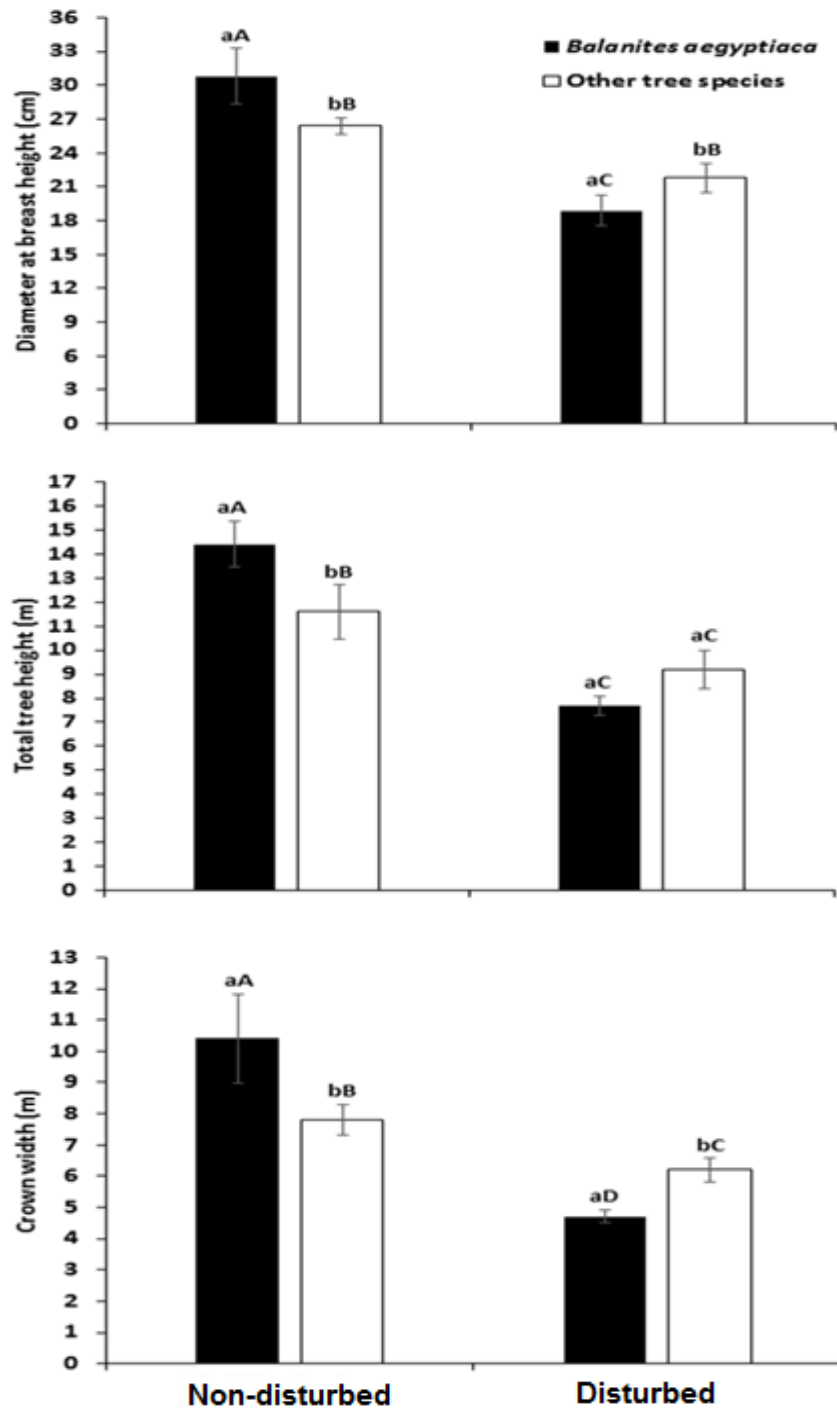 Diameter at breast height (cm)
36
33
30
27
24
21
18
15
12
9
6
3
0
aA
bB
aC
bB
Balanites aegyptiaca
Other tree species
Total tree height (m)
17
16
15
14
13
12
11
10
9
8
7
6
5
4
3
2
1
0
aA
bB
aC
aC
Crown width (m)
13
12
11
10
9
8
7
6
5
4
3
2
1
0
aA
bB
aD
bC
Non-disturbed
Disturbed